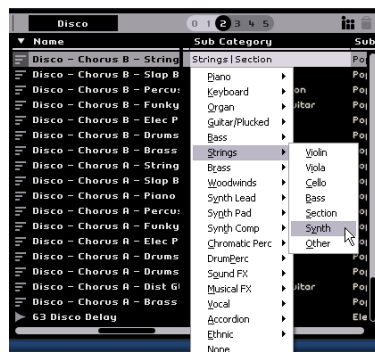 Disco 0 1 2 3 4 5
Name Sub Category Sub
Disco - Chorus B - String Strings|Section Po
Disco - Chorus B - Slap B Piano Po
Disco - Chorus B - Percu Keyboard on Po
Disco - Chorus B - Funky Organ uitar Po
Disco - Chorus B - Elec P Guitar/Plucked Po
Disco - Chorus B - Drums Bass Po
Disco - Chorus B - Brass Strings Violin Po
Disco - Chorus A - String Brass Viola Po
Disco - Chorus A - Slap B Woodwinds Cello Po
Disco - Chorus A - Piano Synth Lead Bass Po
Disco - Chorus A - Percu Synth Pad Section Po
Disco - Chorus A - Funky Synth Comp Synth
Disco - Chorus A - Elec P Chromatic Perc Other
Disco - Chorus A - Drums DrumPerc Po
Disco - Chorus A - Drums Sound FX Po
Disco - Chorus A - Dist G Musical FX uitar Po
Disco - Chorus A - Brass Vocal Po
63 Disco Delay Accordion Ele
Ethnic
None